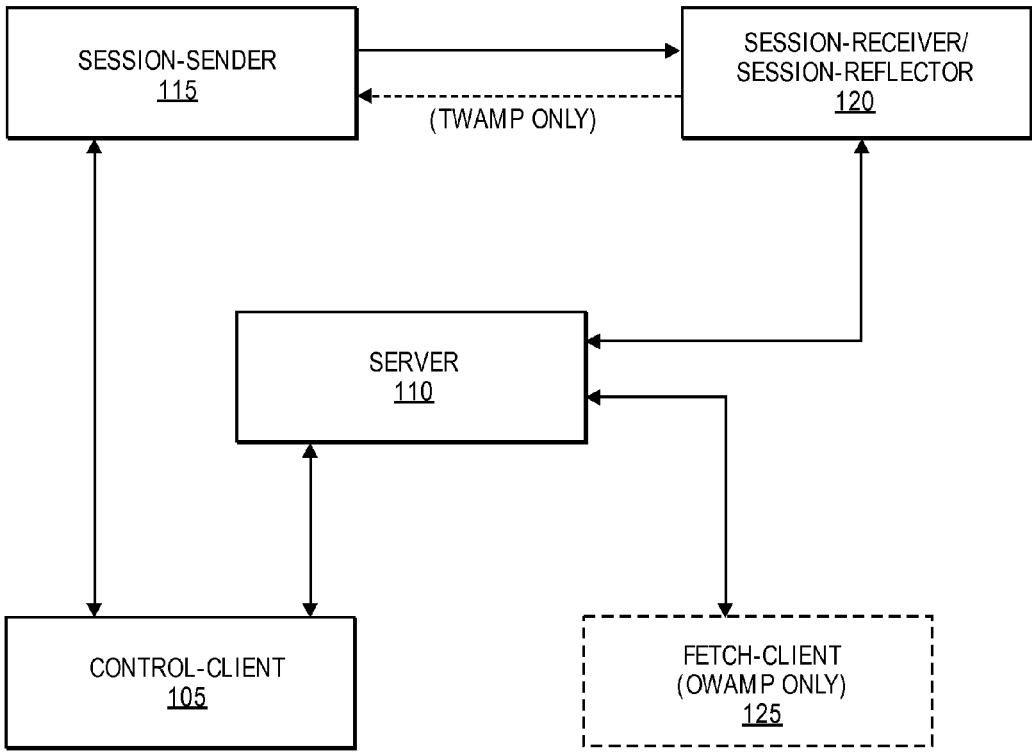 SESSION-SENDER
115
SESSION-RECEIVER/
SESSION-REFLECTOR
120
(TWAMP ONLY)
SERVER
110
CONTROL-CLIENT
105
FETCH-CLIENT
(OWAMP ONLY)
125